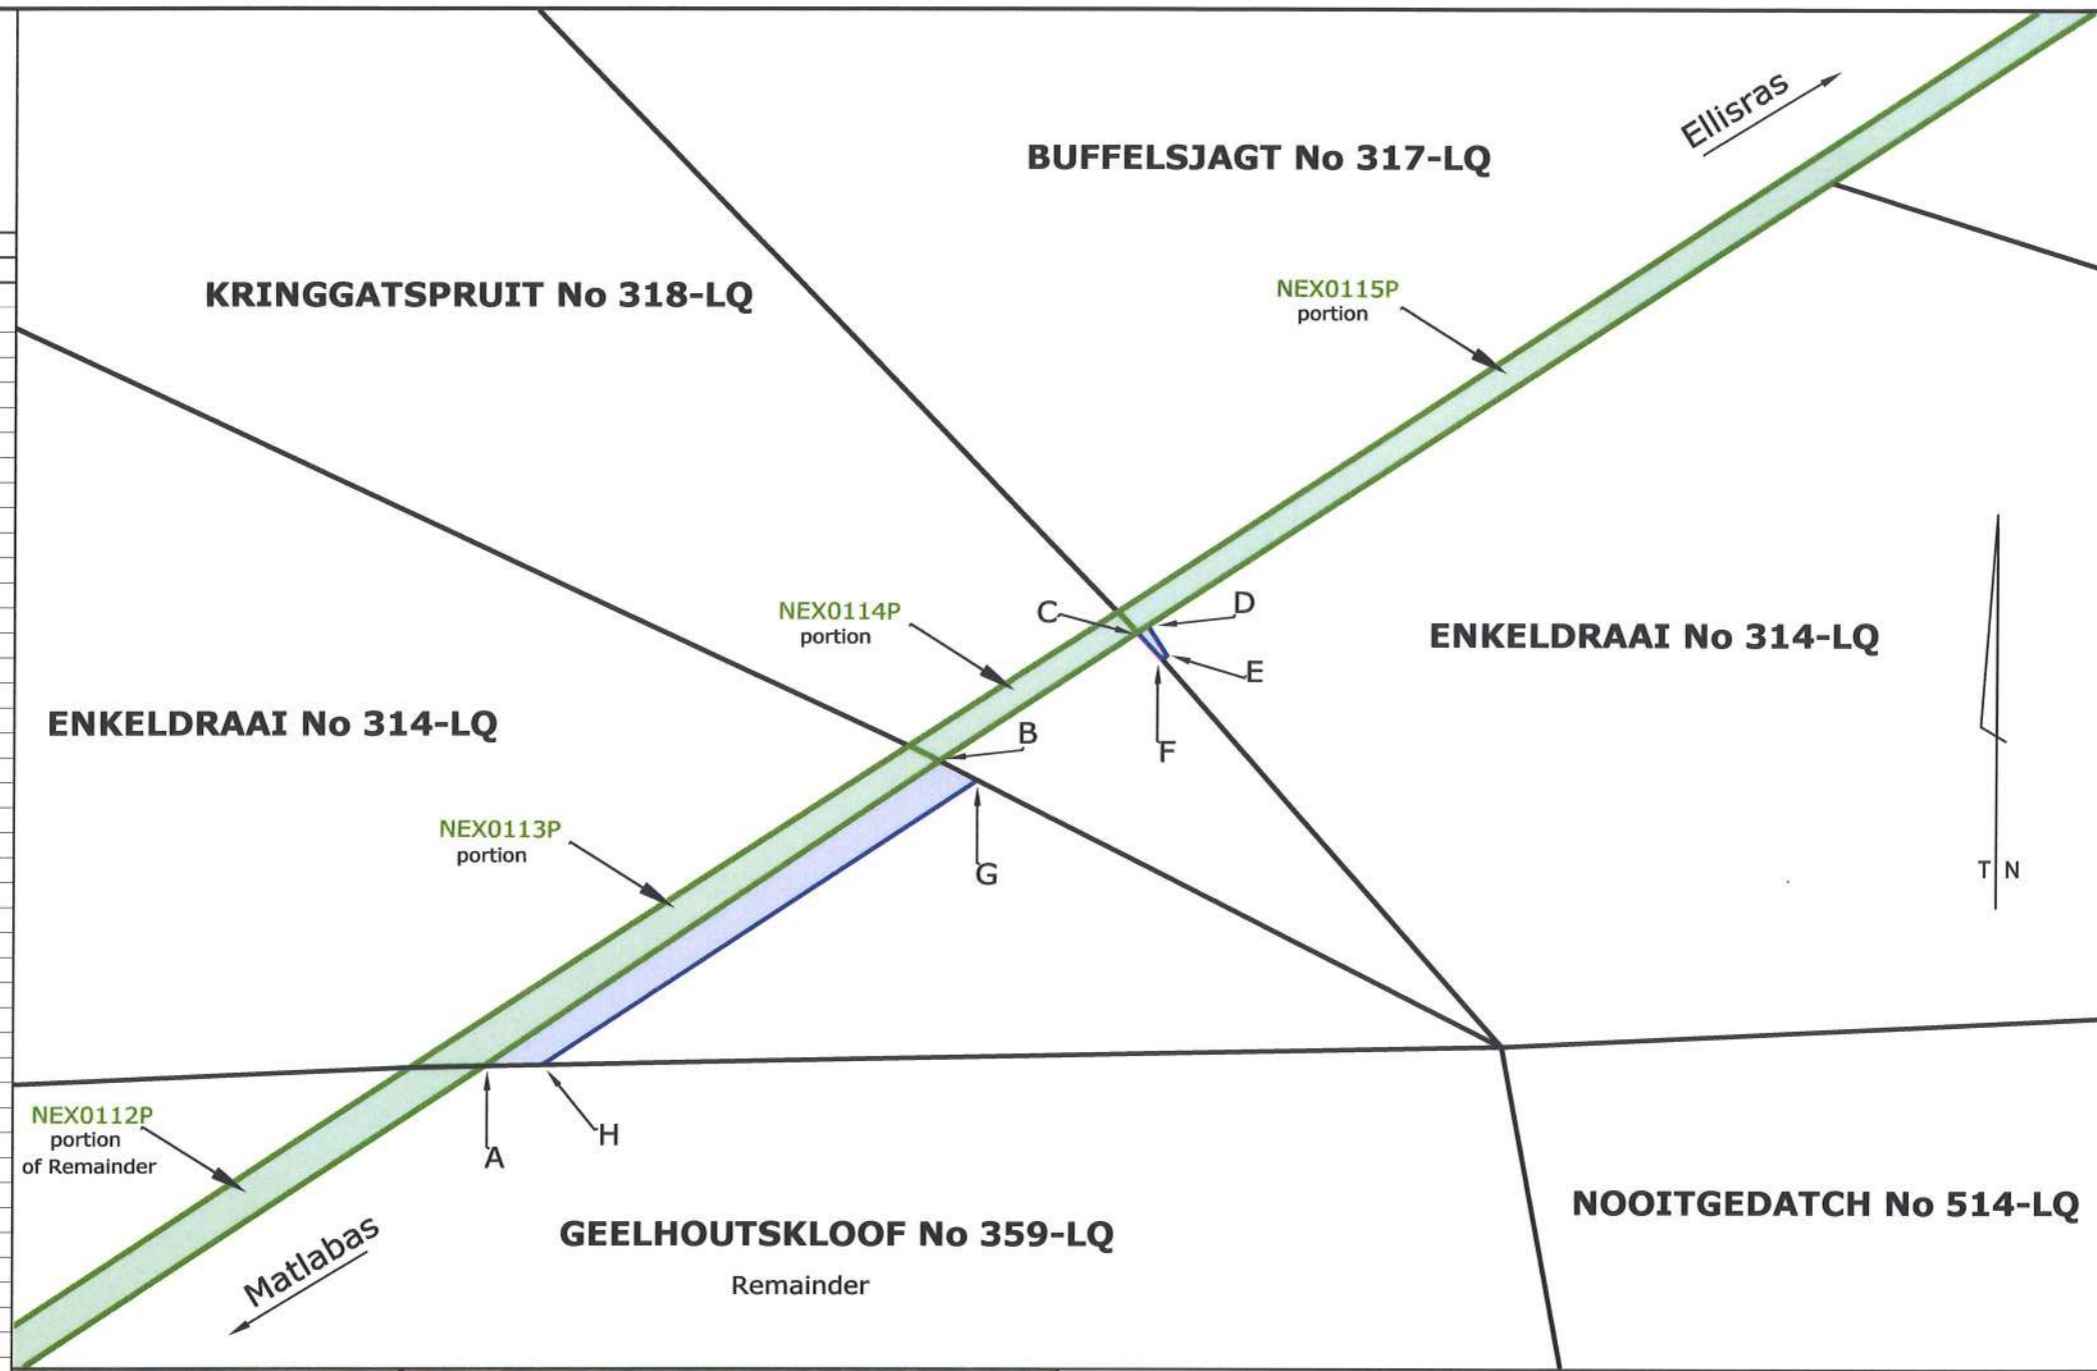 Ellisras
BUFFELSJAGT No 317-LQ
KRINGGATSPRUIT No 318-LQ
NEX0115P
portion
NEX0114P
portion
C
D
E
F
ENKELDRAAI No 314-LQ
ENKELDRAAI No 314-LQ
B
NEX0113P
portion
G
T N
NEX0112P
portion
of Remainder
A
H
Matlabas
GEELHOUTSKLOOF No 359-LQ
Remainder
NOOITGEDATCH No 514-LQ